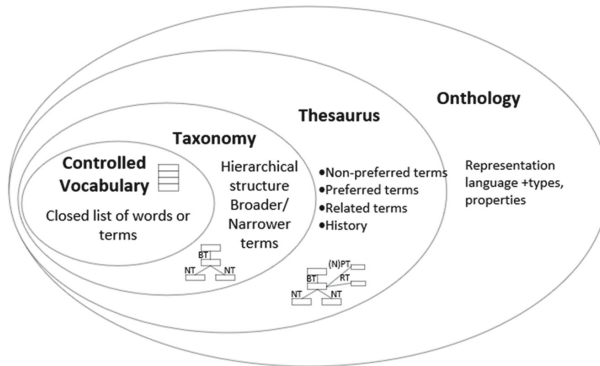 Onthology
Thesaurus
Taxonomy
Controlled
Vocabulary
Closed list of words or
terms
Hierarchical
structure
Broader/
Narrower
terms
•Non-preferred terms
•Preferred terms
•Related terms
•History
Representation
language +types,
properties
BT
NT NT
(N)PT
BT RT
NT NT